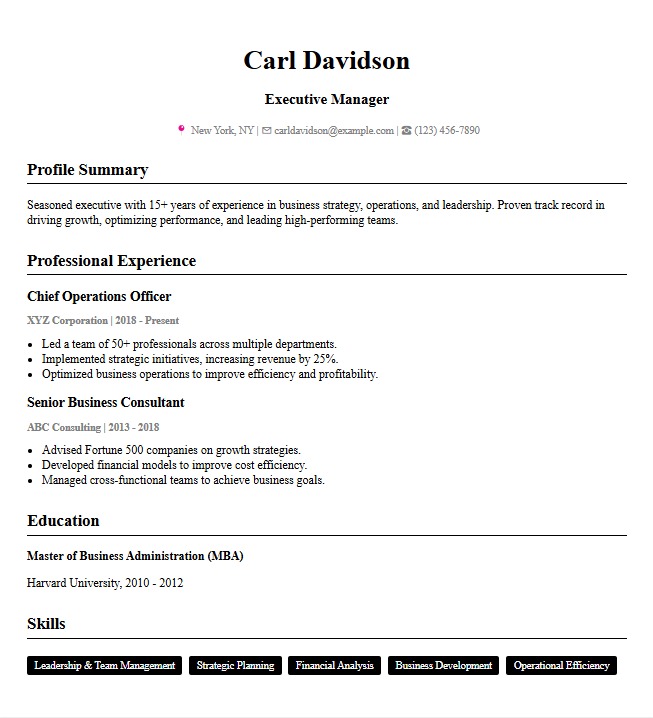 Carl Davidson
Executive Manager
New York, NY | carldavidson@example.com | (123) 456-7890
Profile Summary
Seasoned executive with 15+ years of experience in business strategy, operations, and leadership. Proven track record in
driving growth, optimizing performance, and leading high-performing teams.
Professional Experience
Chief Operations Officer
XYZ Corporation | 2018 - Present
• Led a team of 50+ professionals across multiple departments.
• Implemented strategic initiatives, increasing revenue by 25%.
• Optimized business operations to improve efficiency and profitability.
Senior Business Consultant
ABC Consulting | 2013 - 2018
• Advised Fortune 500 companies on growth strategies.
• Developed financial models to improve cost efficiency.
• Managed cross-functional teams to achieve business goals.
Education
Master of Business Administration (MBA)
Harvard University, 2010 - 2012
Skills
Leadership & Team Management Strategic Planning Financial Analysis Business Development Operational Efficiency